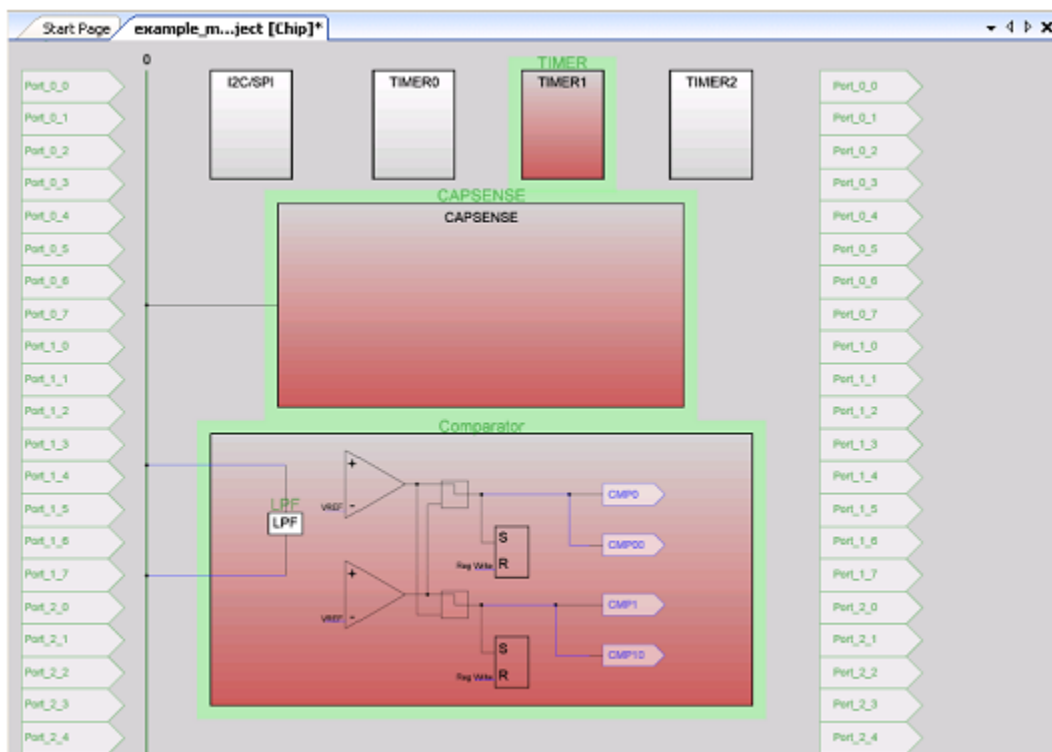 Start Page
example_m...ject [Chip]*
0
Port_0_0
Port_0_1
Port_0_2
Port_0_3
Port_0_4
Port_0_5
Port_0_6
Port_0_7
Port_1_0
Port_1_1
Port_1_2
Port_1_3
Port_1_4
Port_1_5
Port_1_6
Port_1_7
Port_2_0
Port_2_1
Port_2_2
Port_2_3
Port_2_4
I2C/SPI
TIMER0
TIMER
TIMER1
TIMER2
CAPSENSE
CAPSENSE
Comparator
LPF
LPF
+
VREF -
S
Reg Write R
CMP0
CMP00
+
VREF -
S
Reg Write R
CMP1
CMP10
Port_0_0
Port_0_1
Port_0_2
Port_0_3
Port_0_4
Port_0_5
Port_0_6
Port_0_7
Port_1_0
Port_1_1
Port_1_2
Port_1_3
Port_1_4
Port_1_5
Port_1_6
Port_1_7
Port_2_0
Port_2_1
Port_2_2
Port_2_3
Port_2_4